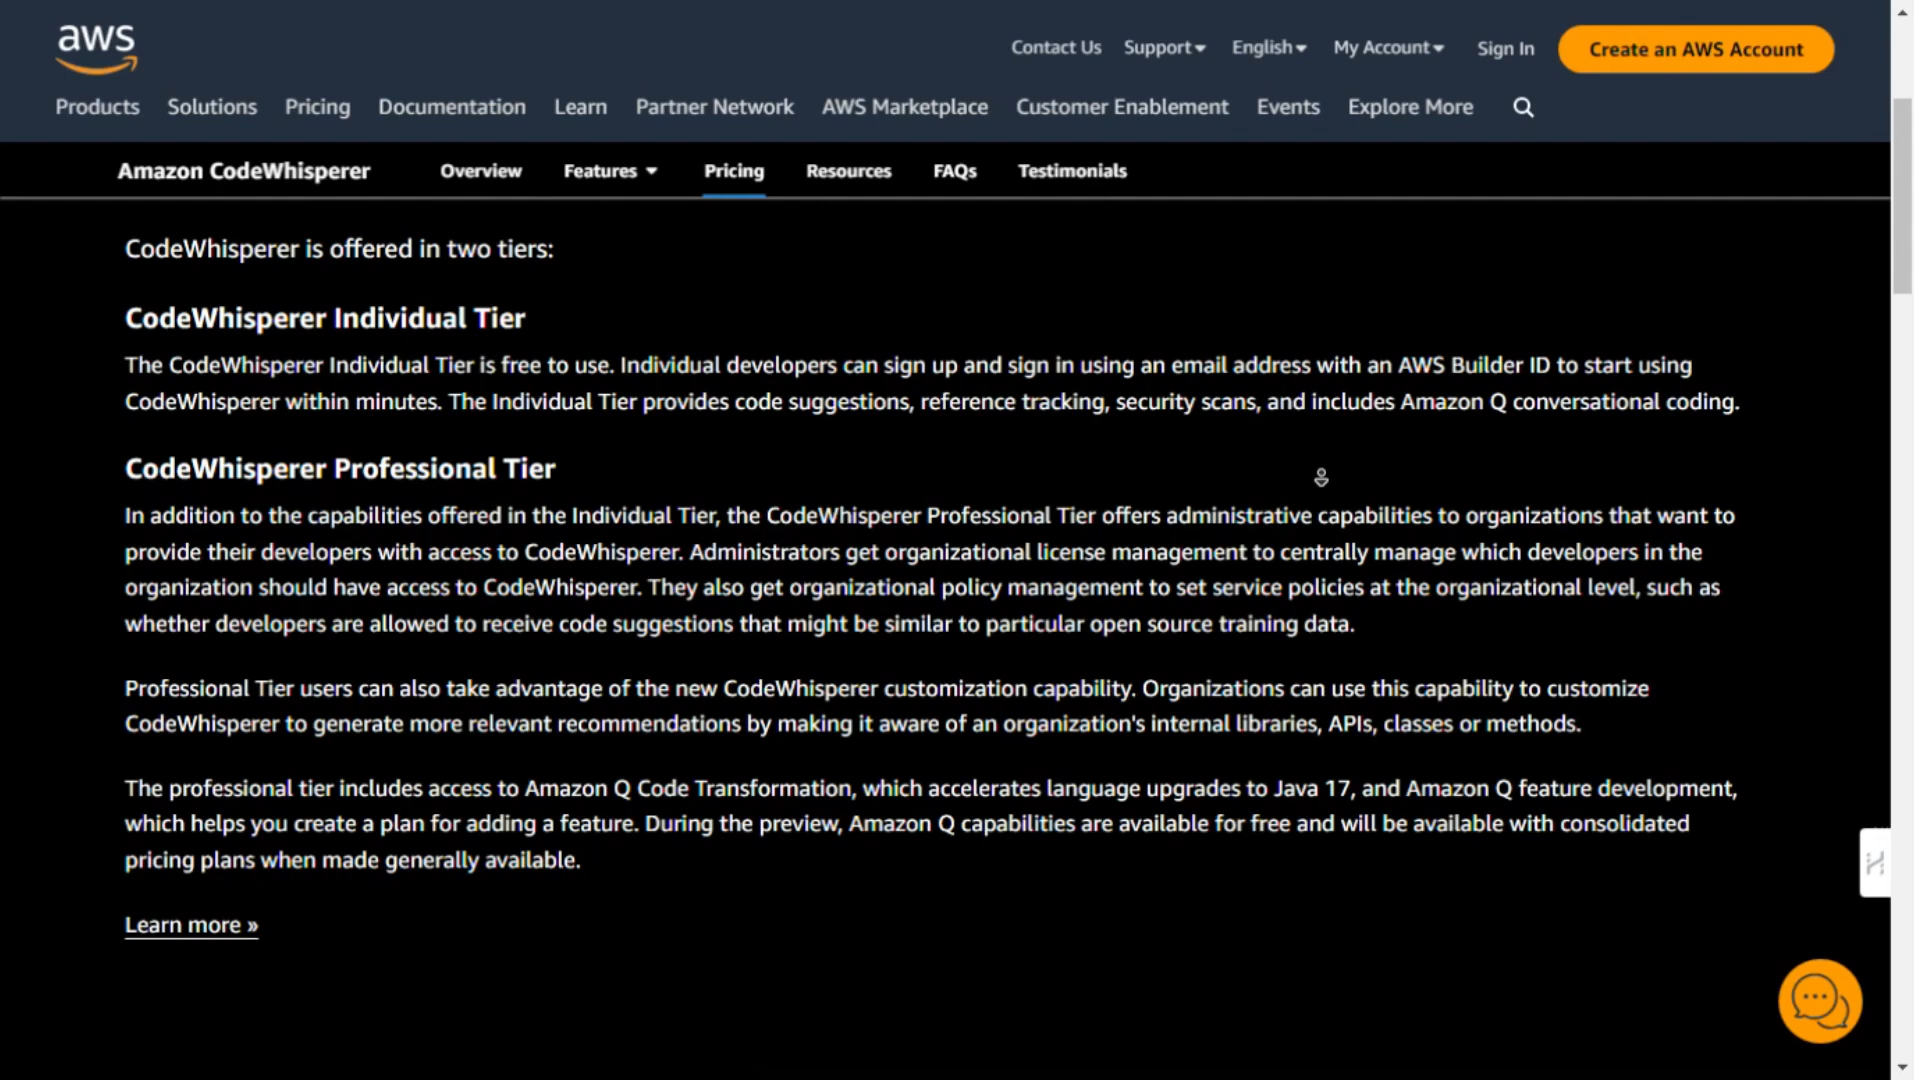 aws
Contact Us Support English My Account Sign In Create an AWS Account
Products Solutions Pricing Documentation Learn Partner Network AWS Marketplace Customer Enablement Events Explore More
Amazon CodeWhisperer Overview Features Pricing Resources FAQs Testimonials
CodeWhisperer is offered in two tiers:
CodeWhisperer Individual Tier
The CodeWhisperer Individual Tier is free to use. Individual developers can sign up and sign in using an email address with an AWS Builder ID to start using
CodeWhisperer within minutes. The Individual Tier provides code suggestions, reference tracking, security scans, and includes Amazon Q conversational coding.
CodeWhisperer Professional Tier
In addition to the capabilities offered in the Individual Tier, the CodeWhisperer Professional Tier offers administrative capabilities to organizations that want to
provide their developers with access to CodeWhisperer. Administrators get organizational license management to centrally manage which developers in the
organization should have access to CodeWhisperer. They also get organizational policy management to set service policies at the organizational level, such as
whether developers are allowed to receive code suggestions that might be similar to particular open source training data.
Professional Tier users can also take advantage of the new CodeWhisperer customization capability. Organizations can use this capability to customize
CodeWhisperer to generate more relevant recommendations by making it aware of an organization's internal libraries, APIs, classes or methods.
The professional tier includes access to Amazon Q Code Transformation, which accelerates language upgrades to Java 17, and Amazon Q feature development,
which helps you create a plan for adding a feature. During the preview, Amazon Q capabilities are available for free and will be available with consolidated
pricing plans when made generally available.
Learn more »